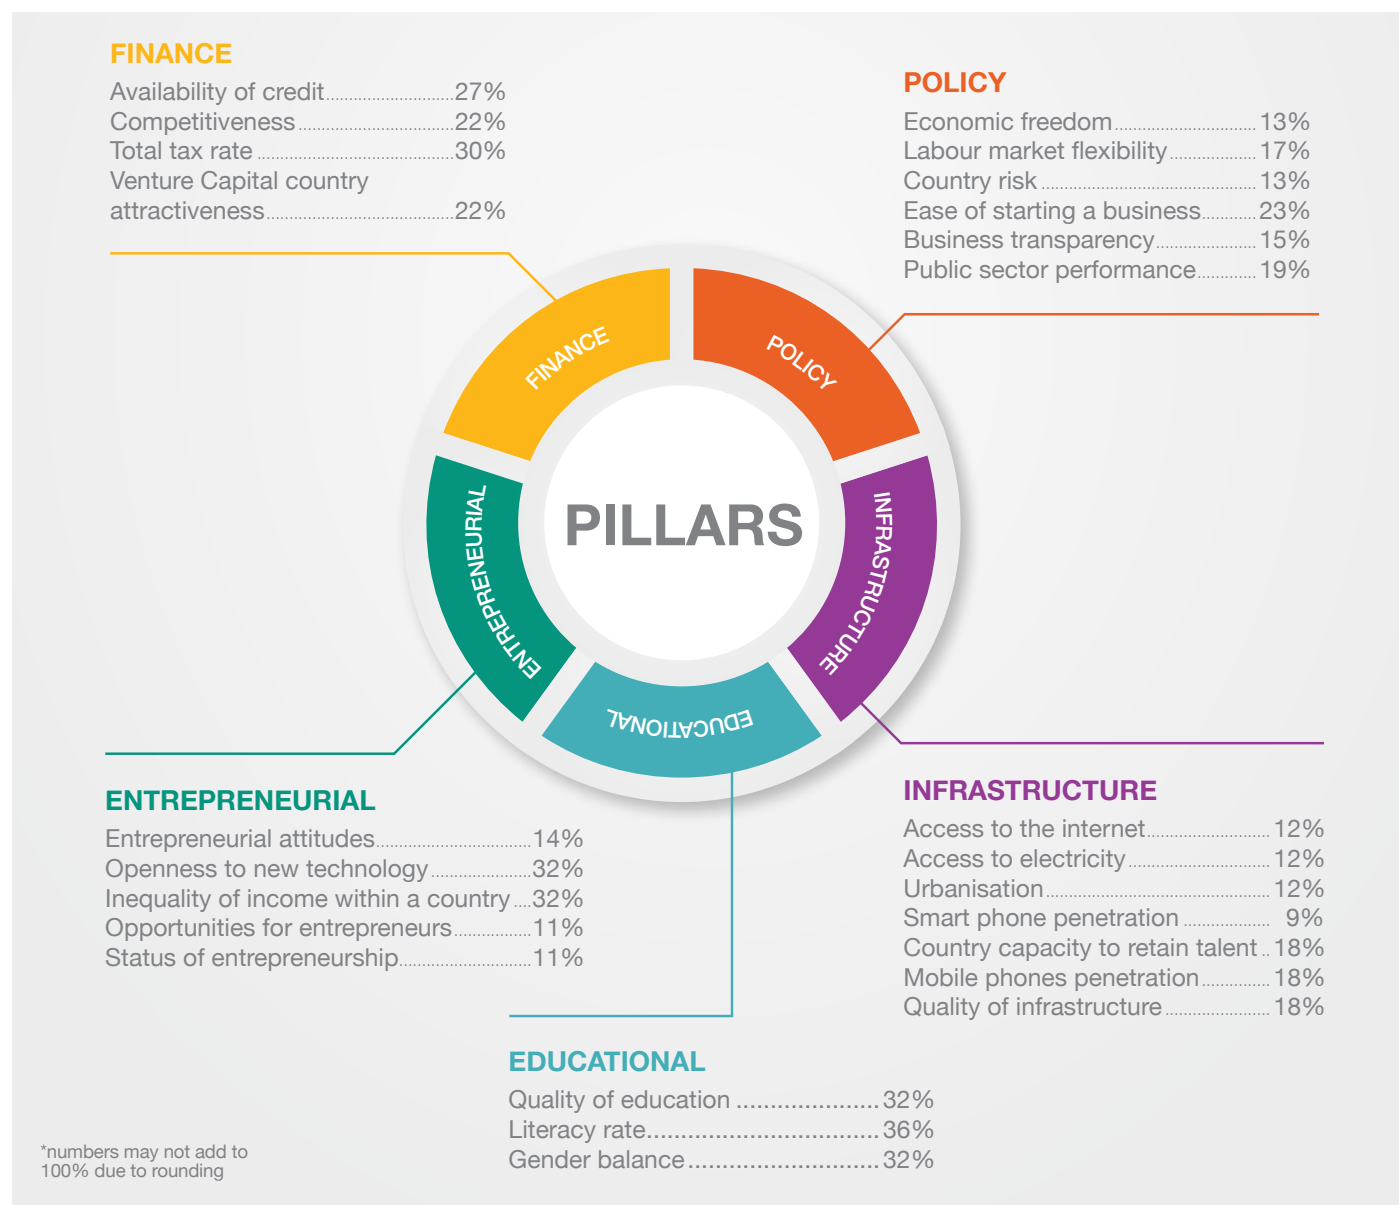 FINANCE
Availability of credit 27%
Competitiveness 22%
Total tax rate 30%
Venture Capital country
attractiveness 22%
POLICY
Economic freedom 13%
Labour market flexibility 17%
Country risk 13%
Ease of starting a business 23%
Business transparency 15%
Public sector performance 19%
FINANCE
POLICY
ENTREPRENEURIAL
PILLARS
INFRASTRUCTURE
EDUCATIONAL
ENTREPRENEURIAL
Entrepreneurial attitudes 14%
Openness to new technology 32%
Inequality of income within a country 32%
Opportunities for entrepreneurs 11%
Status of entrepreneurship 11%
INFRASTRUCTURE
Access to the internet 12%
Access to electricity 12%
Urbanisation 12%
Smart phone penetration 9%
Country capacity to retain talent 18%
Mobile phones penetration 18%
Quality of infrastructure 18%
EDUCATIONAL
Quality of education 32%
Literacy rate 36%
Gender balance 32%
*numbers may not add to
100% due to rounding